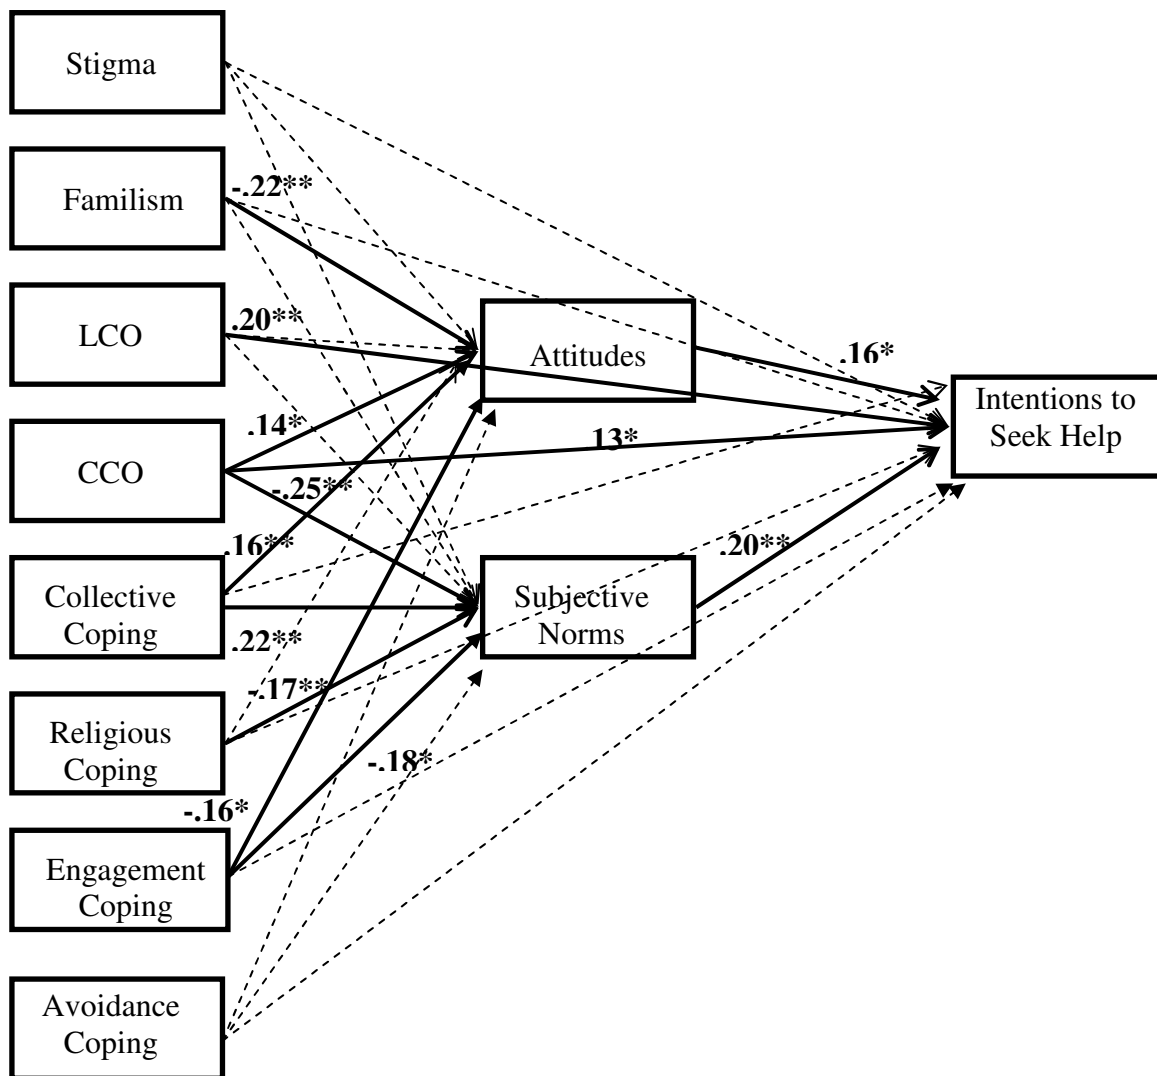 Stigma
Familism
-.22**
LCO
.20**
Attitudes
.16*
Intentions to
Seek Help
CCO
.14*
.13*
-.25**
.16**
Collective
Coping
.22**
Subjective
Norms
.20**
Religious
Coping
-.17**
-.18*
-.16*
Engagement
Coping
Avoidance
Coping